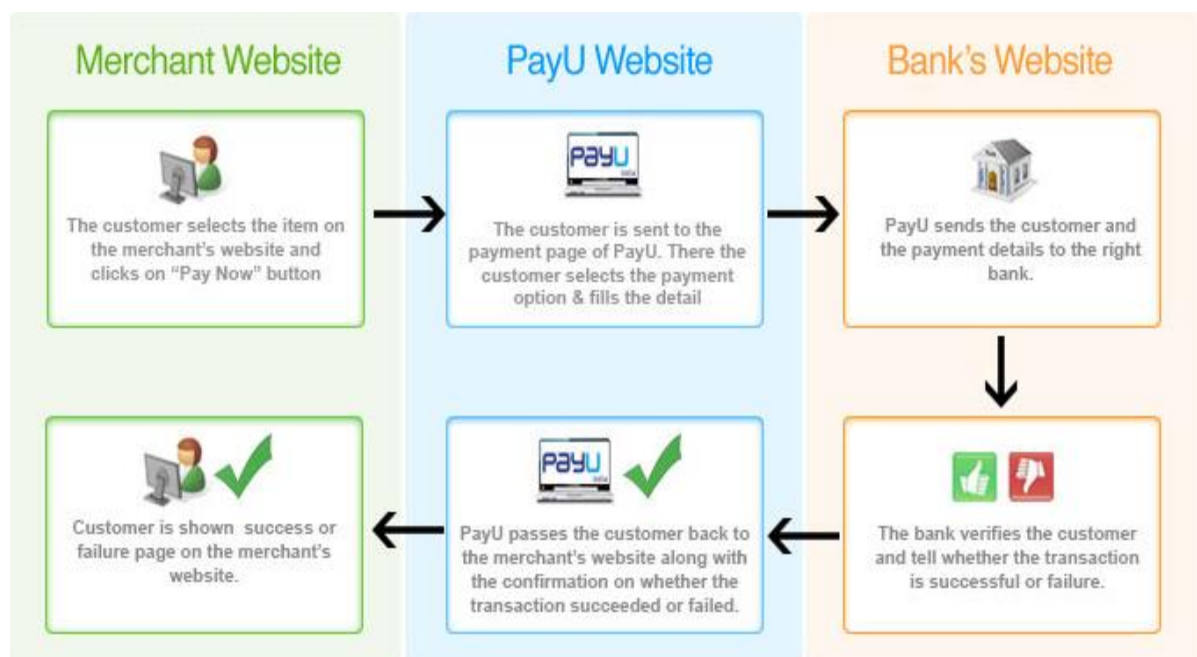 Merchant Website
PayU Website
Bank's Website
The customer selects the item on
the merchant's website and
clicks on “Pay Now” button
PayU
The customer is sent to the
payment page of PayU. There the
customer selects the payment
option & fills the detail
PayU sends the customer and
the payment details to the right
bank.
Customer is shown success or
failure page on the merchant's
website.
PayU
PayU passes the customer back to
the merchant's website along with
the confirmation on whether the
transaction succeeded or failed.
The bank verifies the customer
and tell whether the transaction
is successful or failure.